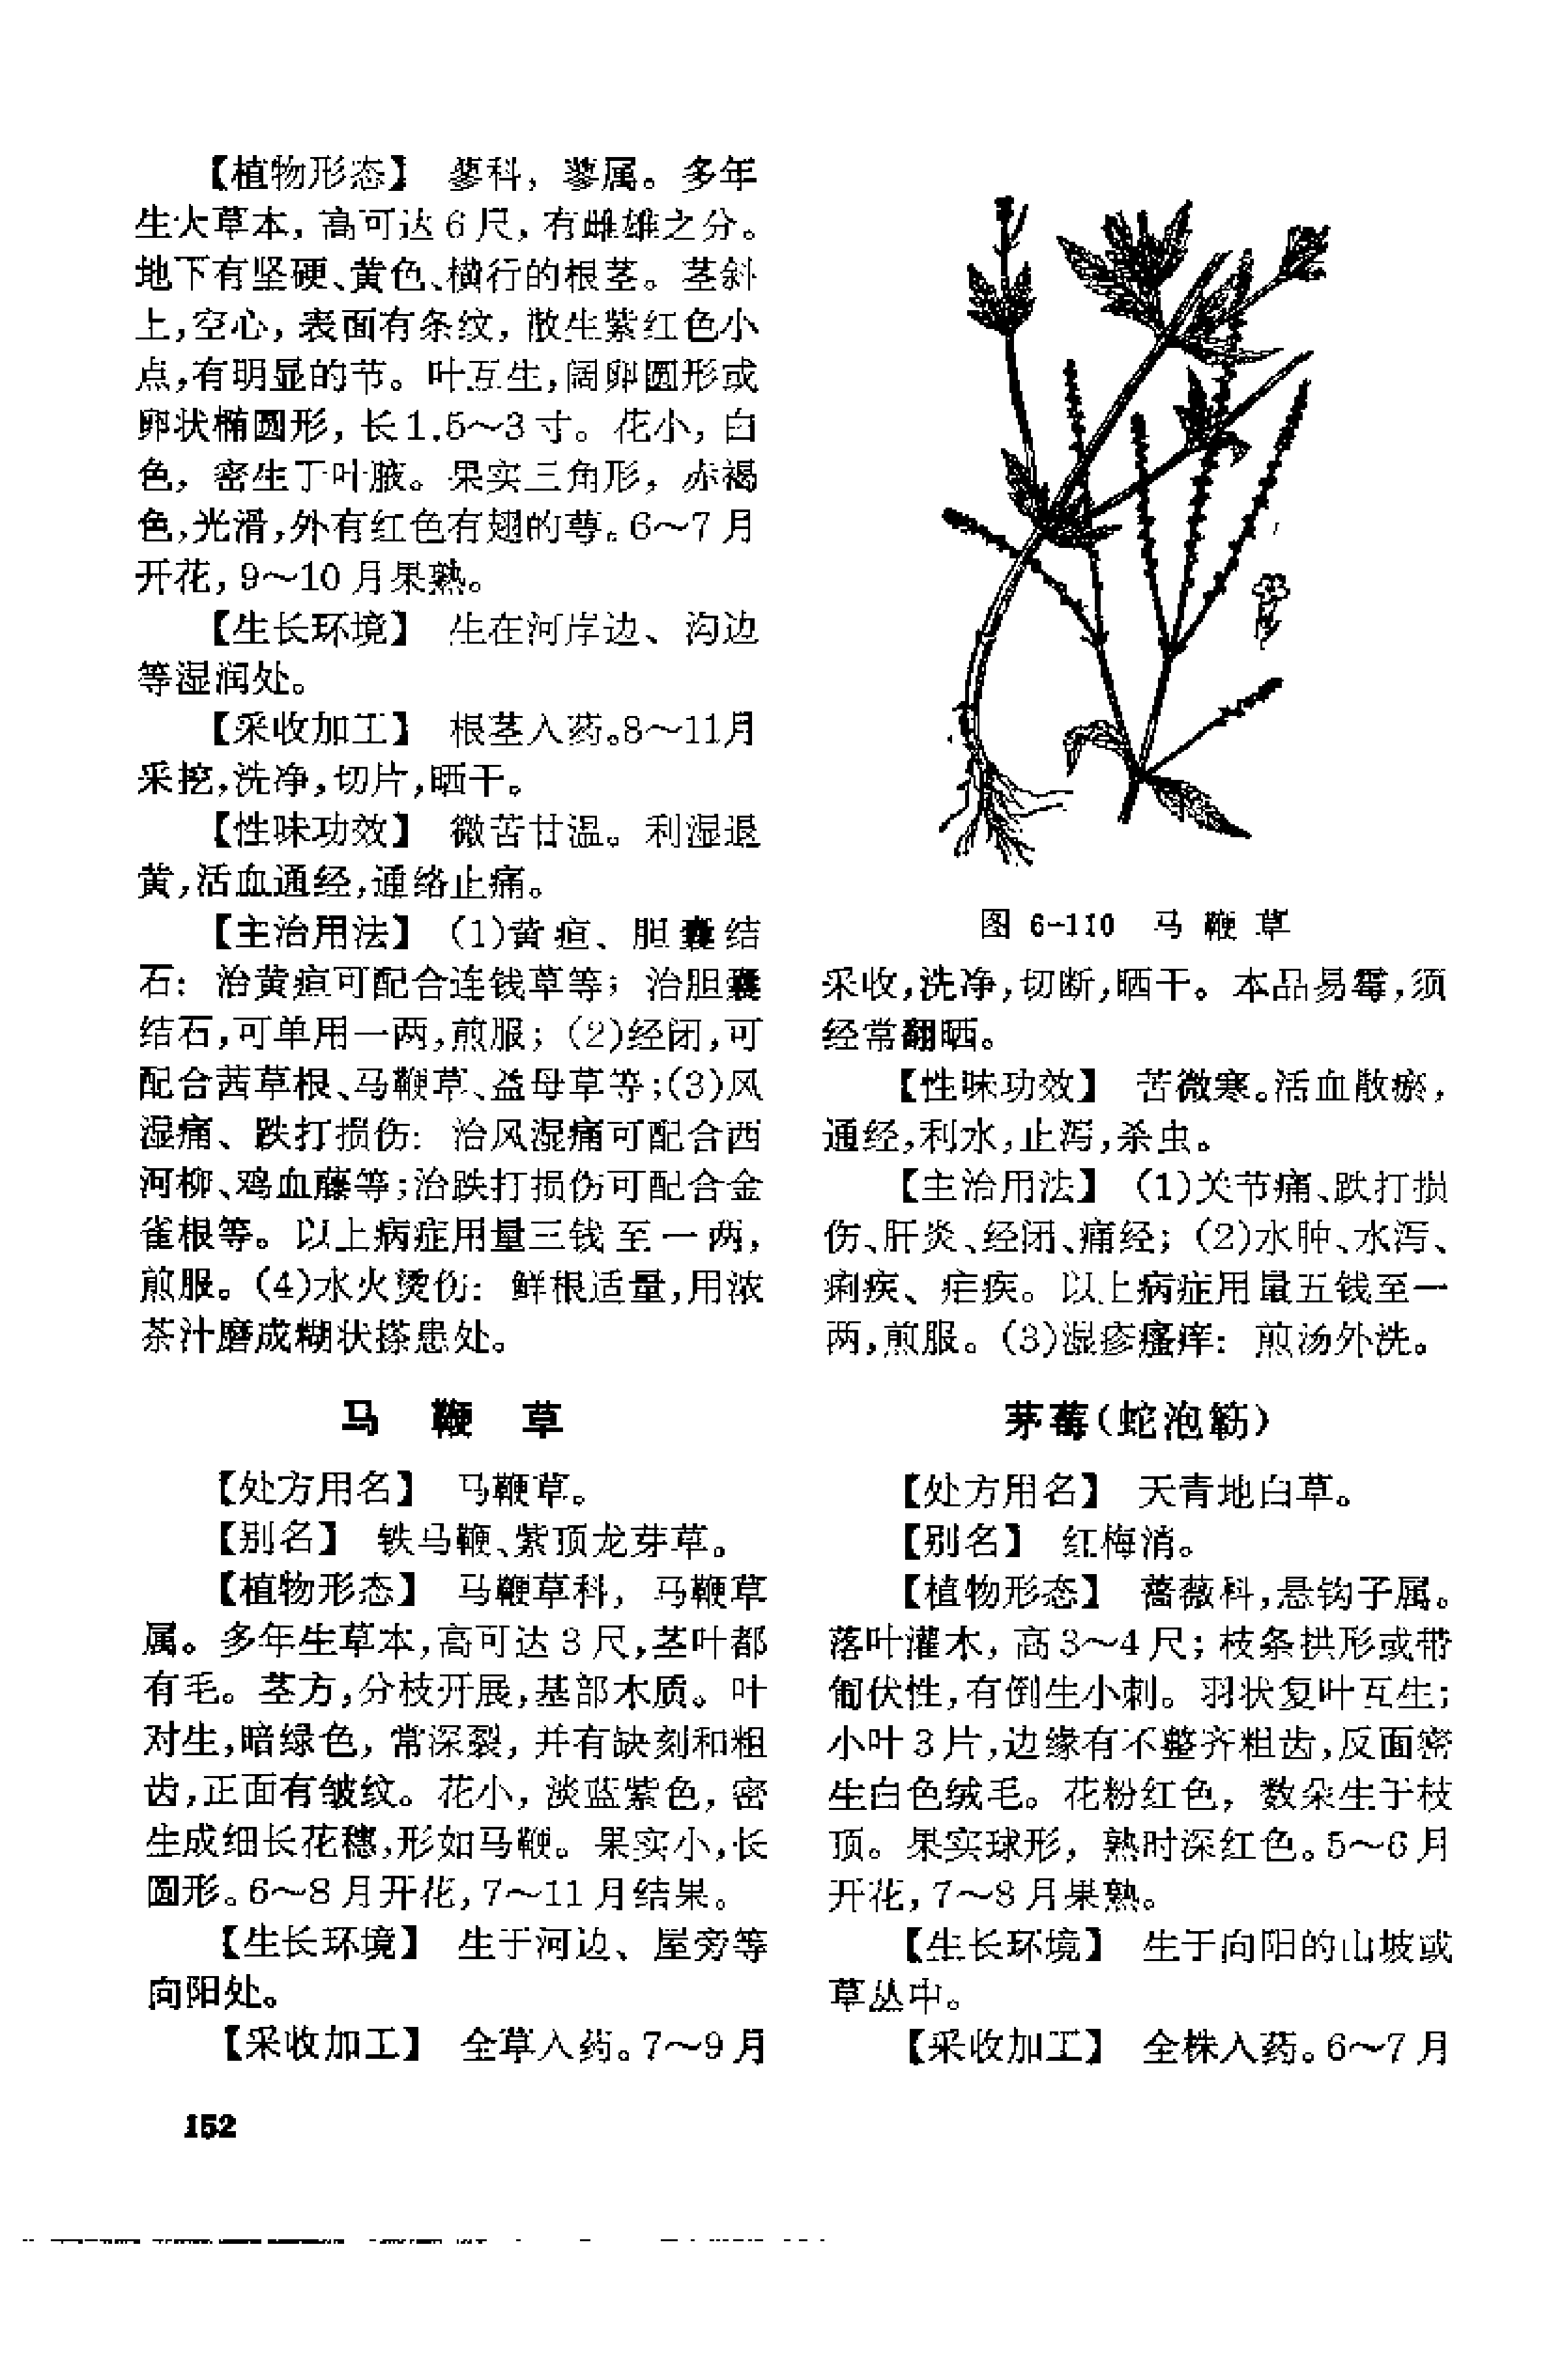 【植物形态】 蓼科，蓼属。多年
生大草本，高可达6尺，有雌雄之分。
地下有坚硬、黄色、横行的根茎。茎斜
上，空心，表面有条纹，散生紫红色小
点，有明显的节。叶互生，阔卵圆形或
卵状椭圆形，长1.5～3寸。花小，白
色，密生于叶腋。果实三角形，赤褐
色，光滑，外有红色有翅的萼。6～7月
开花，9～10月果熟。
【生长环境】 生在河岸边、沟边
等湿润处。
【采收加工】 根茎入药。8～11月
采挖，洗净，切片，晒干。
【性味功效】 微苦甘温。利湿退
黄，活血通经，通络止痛。
【主治用法】 (1)黄疸、胆囊结
石：治黄疸可配合连钱草等；治胆囊
结石，可单用一两，煎服；(2)经闭，可
配合茜草根、马鞭草、益母草等；(3)风
湿痛、跌打损伤：治风湿痛可配合西
河柳、鸡血藤等；治跌打损伤可配合金
雀根等。以上病症用量三钱至一两，
煎服。(4)水火烫伤：鲜根适量，用浓
茶汁磨成糊状搽患处。
马鞭草
【处方用名】 马鞭草。
【别名】 铁马鞭、紫顶龙芽草。
【植物形态】 马鞭草科，马鞭草
属。多年生草本，高可达3尺，茎叶都
有毛。茎方，分枝开展，基部木质。叶
对生，暗绿色，常深裂，并有缺刻和粗
齿，正面有皱纹。花小，淡蓝紫色，密
生成细长花穗，形如马鞭。果实小，长
圆形。6～8月开花，7～11月结果。
【生长环境】 生于河边、屋旁等
向阳处。
【采收加工】 全草入药。7～9月
图 6-110 马鞭草
采收，洗净，切断，晒干。本品易霉，须
经常翻晒。
【性味功效】 苦微寒。活血散瘀，
通经，利水，止泻，杀虫。
【主治用法】 (1)关节痛、跌打损
伤、肝炎、经闭、痛经；(2)水肿、水泻、
痢疾、疟疾。以上病症用量五钱至一
两，煎服。(3)湿疹瘙痒：煎汤外洗。
茅莓(蛇泡簕)
【处方用名】 天青地白草。
【别名】 红梅消。
【植物形态】 蔷薇科，悬钩子属。
落叶灌木，高3～4尺；枝条拱形或带
匍伏性，有倒生小刺。羽状复叶互生；
小叶3片，边缘有不整齐粗齿，反面密
生白色绒毛。花粉红色，数朵生于枝
顶。果实球形，熟时深红色。5～6月
开花，7～8月果熟。
【生长环境】 生于向阳的山坡或
草丛中。
【采收加工】 全株入药。6～7月
152